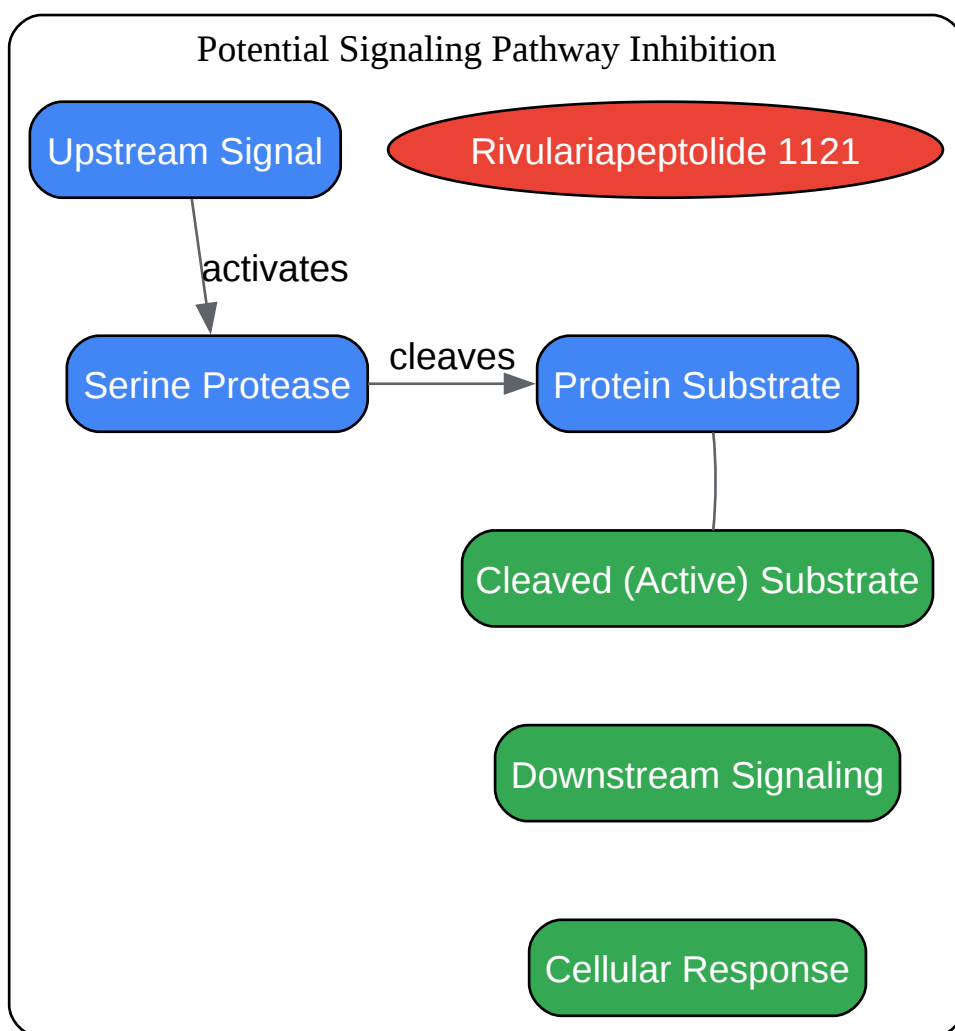 Potential Signaling Pathway Inhibition
Upstream Signal
Rivulariapeptolide 1121
activates
Serine Protease
cleaves
Protein Substrate
Cleaved (Active) Substrate
Downstream Signaling
Cellular Response